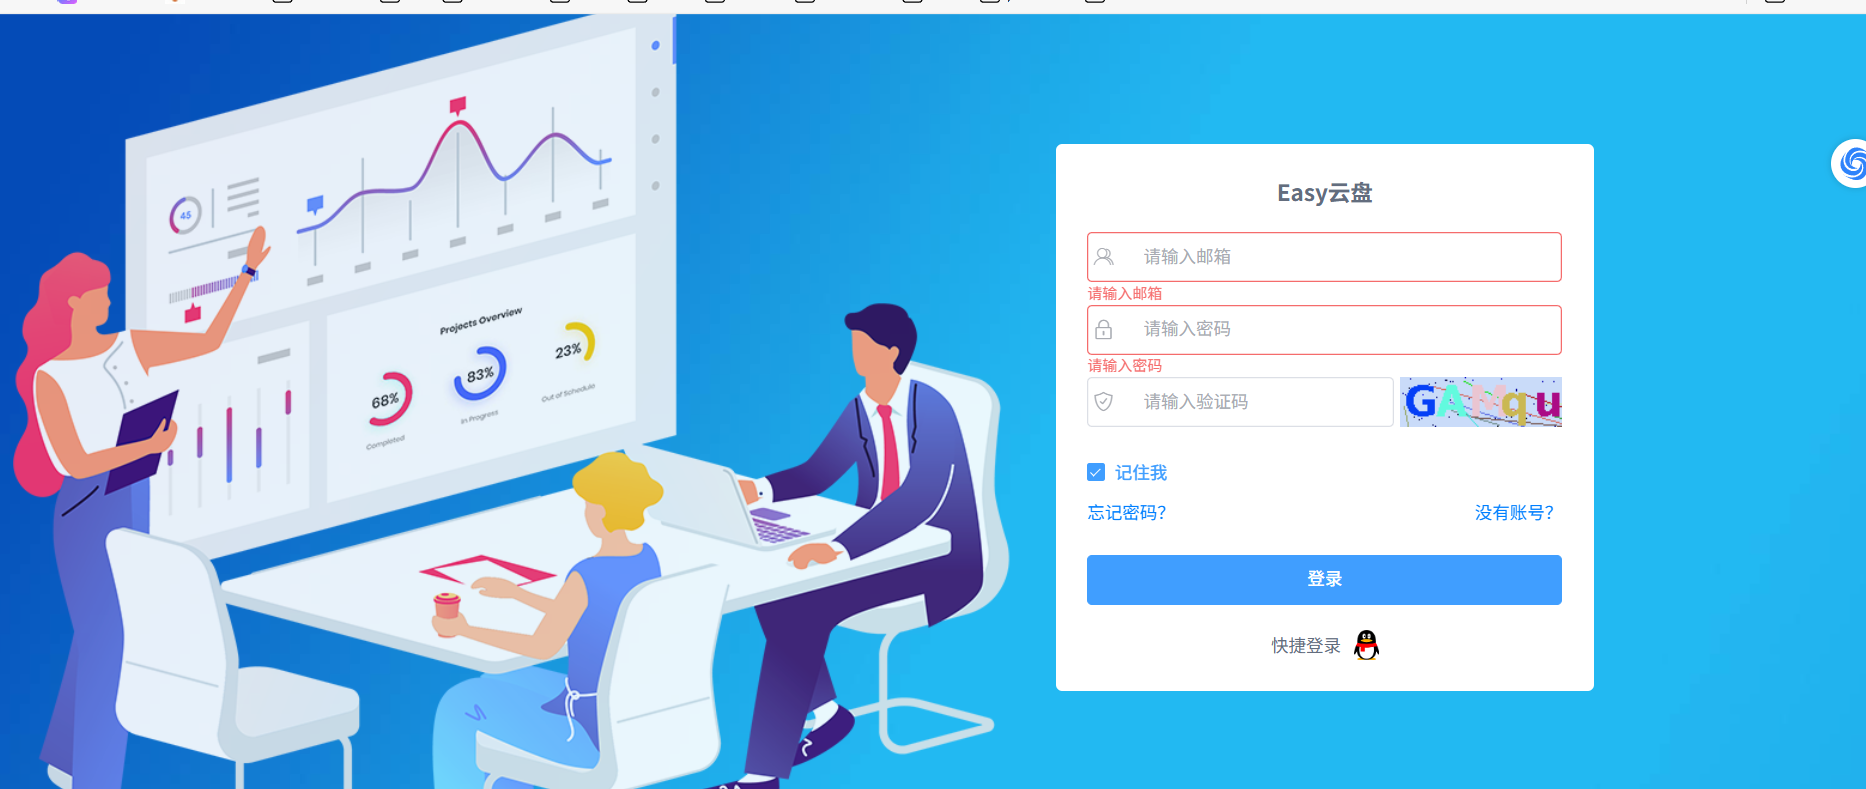 45
Projects Overview
68%
Completed
83%
In Progress
23%
Out of Schedule
Easy云盘
请输入邮箱
请输入邮箱
请输入密码
请输入密码
请输入验证码
GAMqu
记住我
忘记密码？
没有账号？
登录
快捷登录